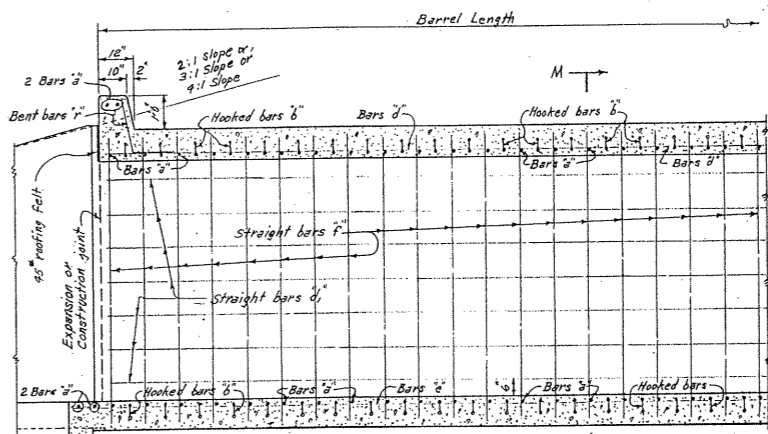 Barrel Length
12"
10"
2"
2:1 slope or,
3:1 slope or
4:1 slope
2 Bars "a"
Bent bars "r"
M
Hooked bars "b"
Bars "d"
Hooked bars "b"
Bars "a"
Bars "a"
Bars "d"
45# roofing felt
Expansion or
Construction joint
Straight bars "f"
Straight bars "d₁"
2 Bars "a"
Hooked bars "b"
Bars "a"
Bars "e"
Bars "a"
Hooked bars